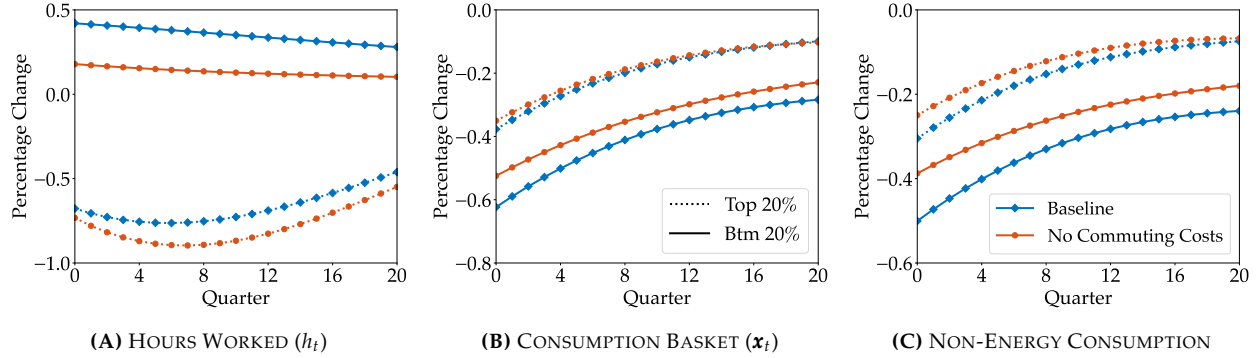 0.5
0.0
−0.5
−1.0
Percentage Change
0
4
8
12
16
20
Quarter
(A) HOURS WORKED (hₜ)
0.0
−0.2
−0.4
−0.6
−0.8
Percentage Change
Top 20%
Btm 20%
0
4
8
12
16
20
Quarter
(B) CONSUMPTION BASKET (𝒙ₜ)
0.0
−0.2
−0.4
−0.6
Percentage Change
Baseline
No Commuting Costs
0
4
8
12
16
20
Quarter
(C) NON-ENERGY CONSUMPTION